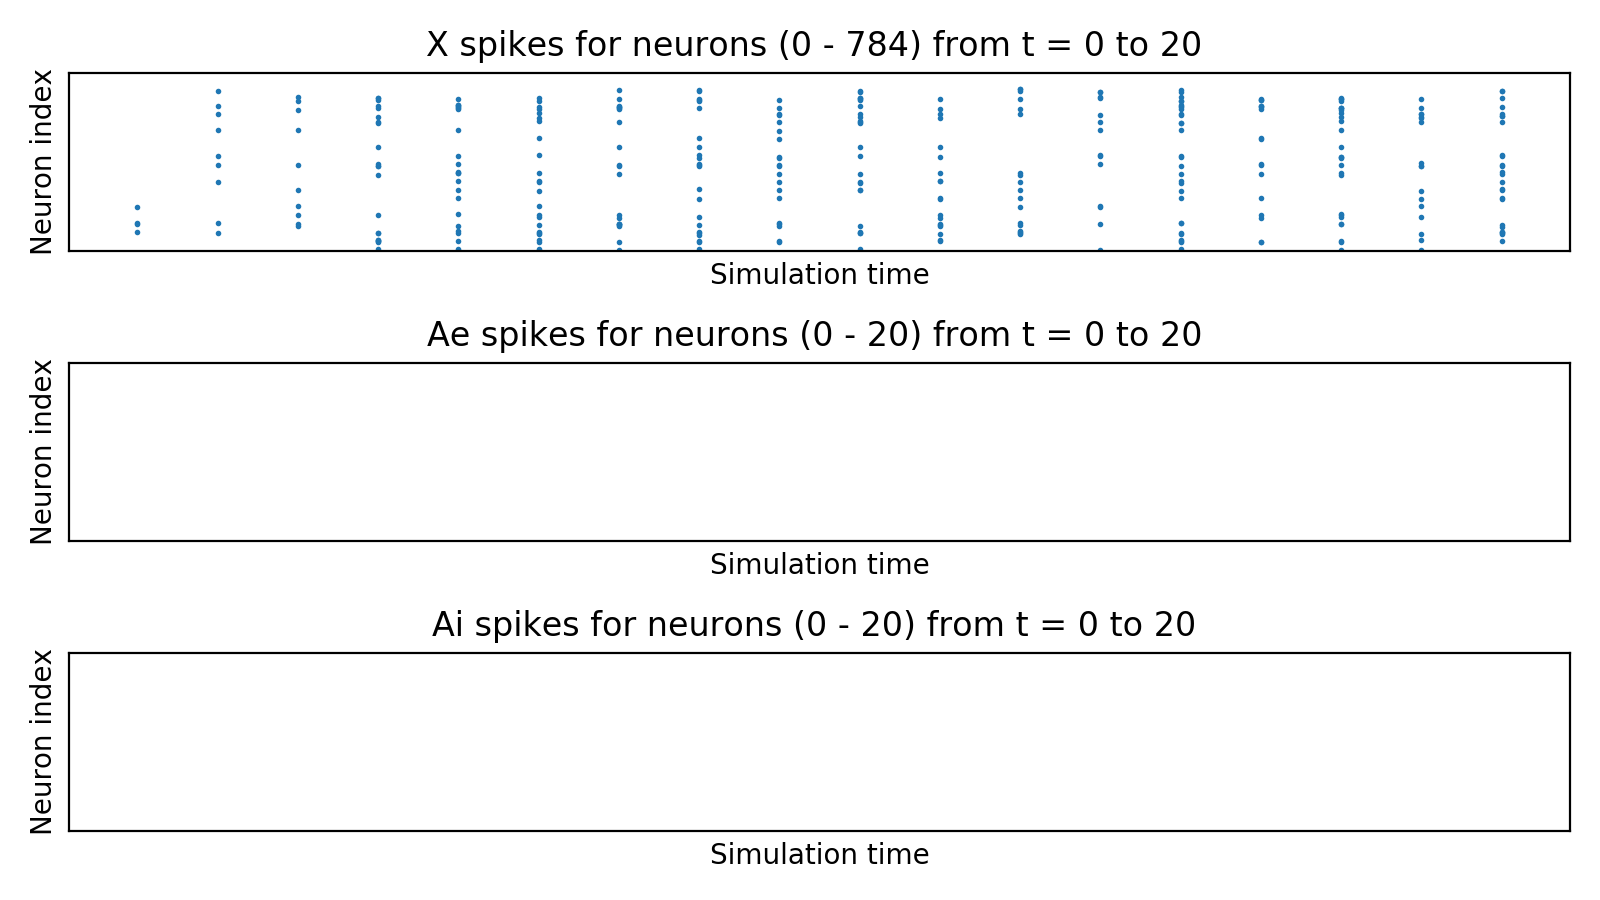 X spikes for neurons (0 - 784) from t = 0 to 20
Neuron index
Simulation time
Ae spikes for neurons (0 - 20) from t = 0 to 20
Neuron index
Simulation time
Ai spikes for neurons (0 - 20) from t = 0 to 20
Neuron index
Simulation time